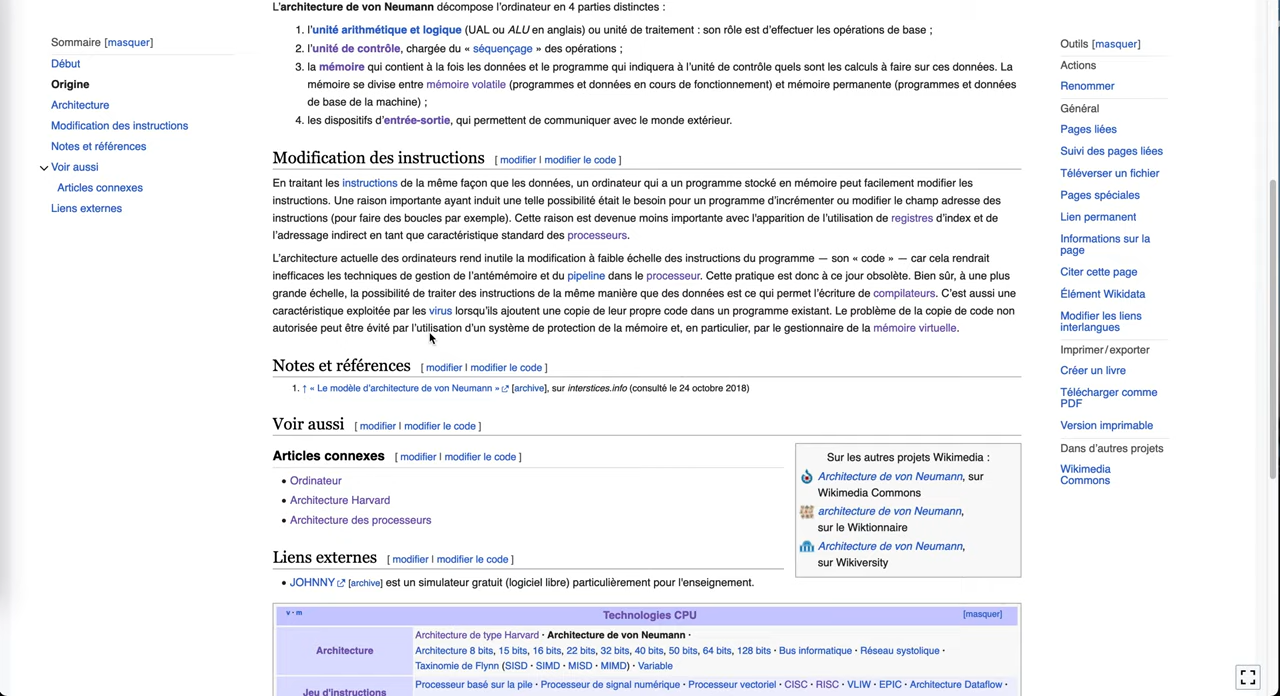 L'architecture de von Neumann décompose l'ordinateur en 4 parties distinctes :
1. l'unité arithmétique et logique (UAL ou ALU en anglais) ou unité de traitement : son rôle est d'effectuer les opérations de base ;
2. l'unité de contrôle, chargée du « séquençage » des opérations ;
3. la mémoire qui contient à la fois les données et le programme qui indiquera à l'unité de contrôle quels sont les calculs à faire sur ces données. La
mémoire se divise entre mémoire volatile (programmes et données en cours de fonctionnement) et mémoire permanente (programmes et données
de base de la machine) ;
4. les dispositifs d'entrée-sortie, qui permettent de communiquer avec le monde extérieur.
Sommaire [masquer]
Début
Origine
Architecture
Modification des instructions
Notes et références
Voir aussi
Articles connexes
Liens externes
Modification des instructions [ modifier | modifier le code ]
En traitant les instructions de la même façon que les données, un ordinateur qui a un programme stocké en mémoire peut facilement modifier les
instructions. Une raison importante ayant induit une telle possibilité était le besoin pour un programme d'incrémenter ou modifier le champ adresse des
instructions (pour faire des boucles par exemple). Cette raison est devenue moins importante avec l'apparition de l'utilisation de registres d'index et de
l'adressage indirect en tant que caractéristique standard des processeurs.
L'architecture actuelle des ordinateurs rend inutile la modification à faible échelle des instructions du programme — son « code » — car cela rendrait
inefficaces les techniques de gestion de l'antémémoire et du pipeline dans le processeur. Cette pratique est donc à ce jour obsolète. Bien sûr, à une plus
grande échelle, la possibilité de traiter des instructions de la même manière que des données est ce qui permet l'écriture de compilateurs. C'est aussi une
caractéristique exploitée par les virus lorsqu'ils ajoutent une copie de leur propre code dans un programme existant. Le problème de la copie de code non
autorisée peut être évité par l'utilisation d'un système de protection de la mémoire et, en particulier, par le gestionnaire de la mémoire virtuelle.
Notes et références [ modifier | modifier le code ]
1. ↑ « Le modèle d'architecture de von Neumann » [archive], sur interstices.info (consulté le 24 octobre 2018)
Voir aussi [ modifier | modifier le code ]
Articles connexes [ modifier | modifier le code ]
• Ordinateur
• Architecture Harvard
• Architecture des processeurs
Sur les autres projets Wikimedia :
Architecture de von Neumann, sur
Wikimedia Commons
architecture de von Neumann,
sur le Wiktionnaire
Architecture de von Neumann,
sur Wikiversity
Liens externes [ modifier | modifier le code ]
• JOHNNY [archive] est un simulateur gratuit (logiciel libre) particulièrement pour l'enseignement.
v · m Technologies CPU [masquer]
Architecture
Architecture de type Harvard · Architecture de von Neumann ·
Architecture 8 bits, 15 bits, 16 bits, 22 bits, 32 bits, 40 bits, 50 bits, 64 bits, 128 bits · Bus informatique · Réseau systolique ·
Taxinomie de Flynn (SISD · SIMD · MISD · MIMD) · Variable
Jeu d'instructions
Processeur basé sur la pile · Processeur de signal numérique · Processeur vectoriel · CISC · RISC · VLIW · EPIC · Architecture Dataflow ·
Outils [masquer]
Actions
Renommer
Général
Pages liées
Suivi des pages liées
Téléverser un fichier
Pages spéciales
Lien permanent
Informations sur la
page
Citer cette page
Élément Wikidata
Modifier les liens
interlangues
Imprimer / exporter
Créer un livre
Télécharger comme
PDF
Version imprimable
Dans d'autres projets
Wikimedia
Commons